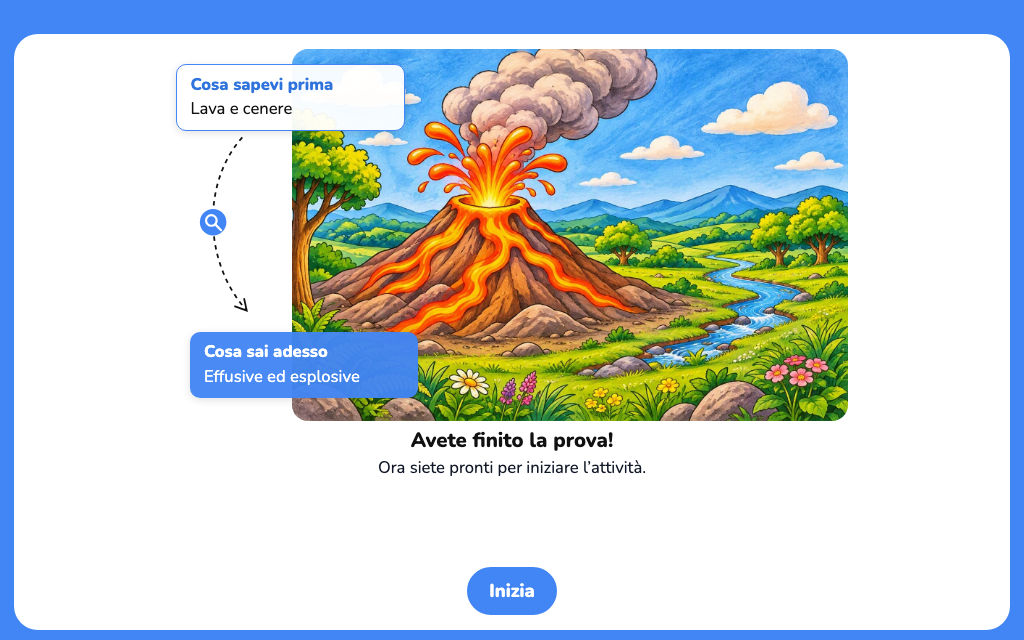 Cosa sapevi prima
Lava e cenere
Cosa sai adesso
Effusive ed esplosive
Avete finito la prova!
Ora siete pronti per iniziare l’attività.
Inizia